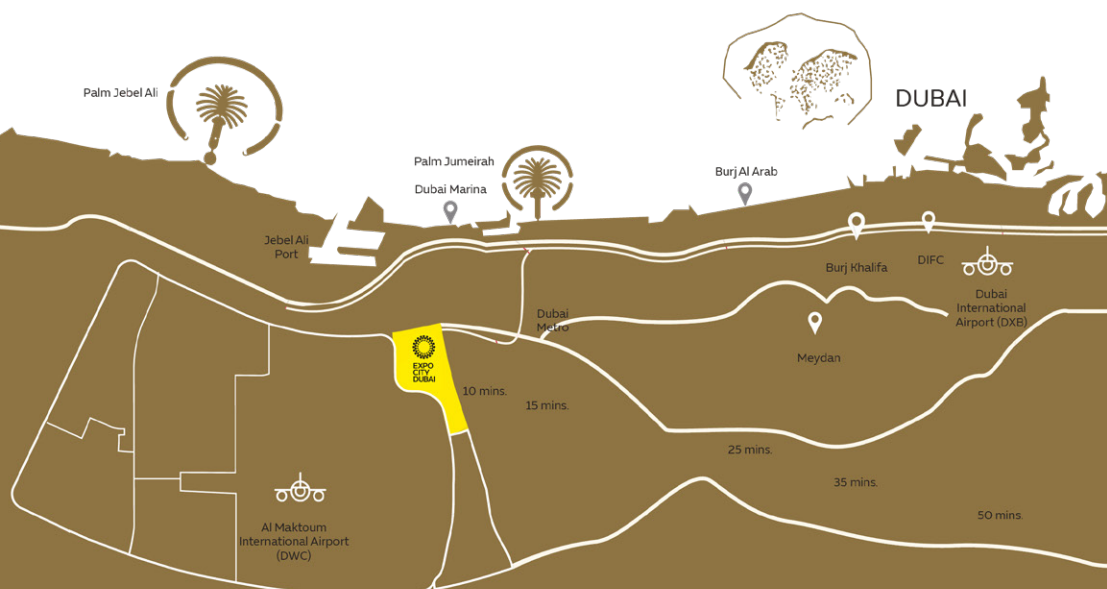 DUBAI
Palm Jebel Ali
Palm Jumeirah
Dubai Marina
Burj Al Arab
Jebel Ali
Port
Burj Khalifa
DIFC
Dubai
International
Airport (DXB)
Dubai
Metro
Meydan
EXPO
CITY
DUBAI
10 mins.
15 mins.
25 mins.
35 mins.
50 mins.
Al Maktoum
International Airport
(DWC)